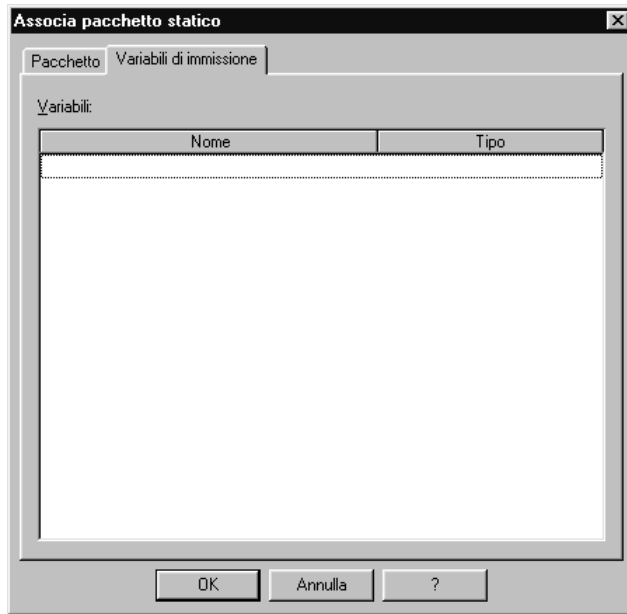 Associa pacchetto statico
Pacchetto Variabili di immissione
Variabili:
Nome Tipo
OK Annulla ?